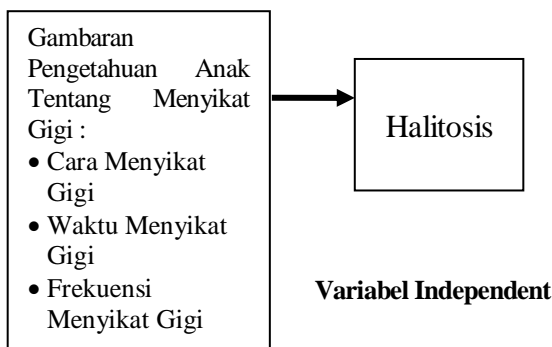 Gambaran
Pengetahuan Anak
Tentang Menyikat
Gigi :
• Cara Menyikat
Gigi
• Waktu Menyikat
Gigi
• Frekuensi
Menyikat Gigi
Halitosis
Variabel Independent